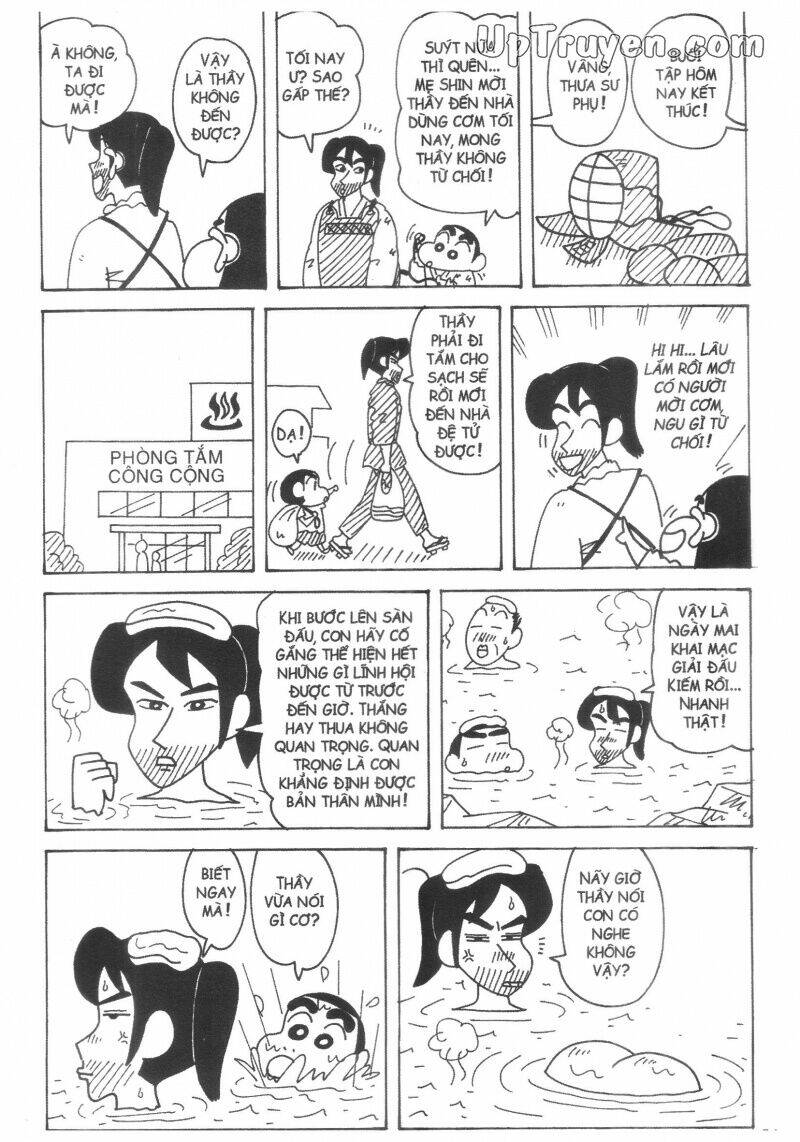 UpTruyen.com
BUỔI
TẬP HÔM
NAY KẾT
THÚC!
VÂNG,
THƯA SƯ
PHỤ!
SUÝT NỮA
THÌ QUÊN...
MẸ SHIN MỜI
THẦY ĐẾN NHÀ
DÙNG CƠM TỐI
NAY, MONG
THẦY KHÔNG
TỪ CHỐI!
TỐI NAY
Ư? SAO
GẤP THẾ?
VẬY
LÀ THẦY
KHÔNG
ĐẾN
ĐƯỢC?
À KHÔNG,
TA ĐI
ĐƯỢC
MÀ!
HI HI... LÂU
LẮM RỒI MỚI
CÓ NGƯỜI
MỜI CƠM,
NGU GÌ TỪ
CHỐI!
THẦY
PHẢI ĐI
TẮM CHO
SẠCH SẼ
RỒI MỚI
ĐẾN NHÀ
ĐỆ TỬ
ĐƯỢC!
DẠ!
PHÒNG TẮM
CÔNG CỘNG
VẬY LÀ
NGÀY MAI
KHAI MẠC
GIẢI ĐẤU
KIẾM RỒI...
NHANH
THẬT!
KHI BƯỚC LÊN SÀN
ĐẤU, CON HÃY CỐ
GẮNG THỂ HIỆN HẾT
NHỮNG GÌ LĨNH HỘI
ĐƯỢC TỪ TRƯỚC
ĐẾN GIỜ. THẮNG
HAY THUA KHÔNG
QUAN TRỌNG. QUAN
TRỌNG LÀ CON
KHẲNG ĐỊNH ĐƯỢC
BẢN THÂN MÌNH!
NÃY GIỜ
THẦY NÓI
CON CÓ
NGHE
KHÔNG
VẬY?
THẦY
VỪA NÓI
GÌ CƠ?
BIẾT
NGAY
MÀ!